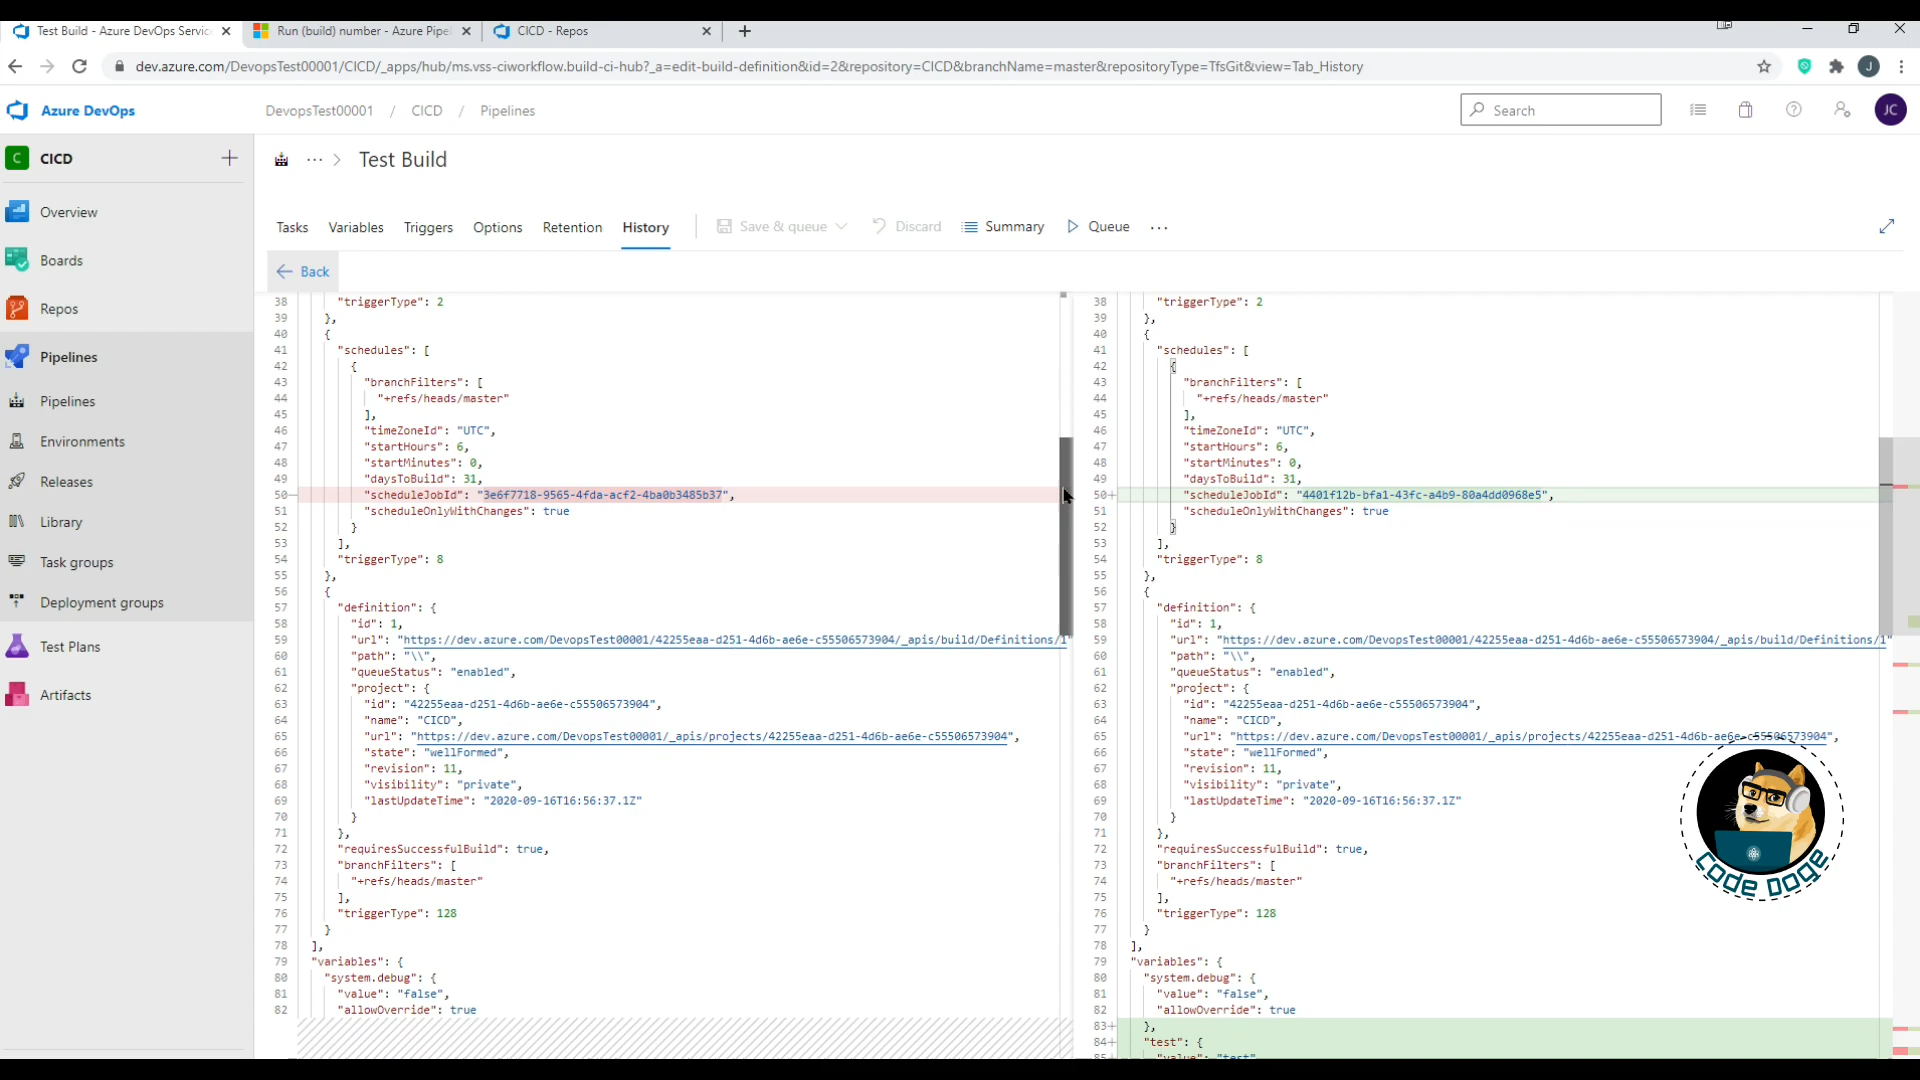 Test Build - Azure DevOps Servic
Run (build) number - Azure Pipel
CICD - Repos
dev.azure.com/DevopsTest00001/CICD/_apps/hub/ms.vss-ciworkflow.build-ci-hub?_a=edit-build-definition&id=2&repository=CICD&branchName=master&repositoryType=TfsGit&view=Tab_History
J
Azure DevOps
DevopsTest00001 / CICD / Pipelines
Search
JC
C CICD
Overview
Boards
Repos
Pipelines
Pipelines
Environments
Releases
Library
Task groups
Deployment groups
Test Plans
Artifacts
Test Build
Tasks Variables Triggers Options Retention History Save & queue Discard Summary Queue ...
Back
38 "triggerType": 2
39 },
40 {
41 "schedules": [
42 {
43 "branchFilters": [
44 "+refs/heads/master"
45 ],
46 "timeZoneId": "UTC",
47 "startHours": 6,
48 "startMinutes": 0,
49 "daysToBuild": 31,
50- "scheduleJobId": "3e6f7718-9565-4fda-acf2-4ba0b3485b37",
51 "scheduleOnlyWithChanges": true
52 }
53 ],
54 "triggerType": 8
55 },
56 {
57 "definition": {
58 "id": 1,
59 "url": "https://dev.azure.com/DevopsTest00001/42255eaa-d251-4d6b-ae6e-c55506573904/_apis/build/Definitions/1"
60 "path": "\\",
61 "queueStatus": "enabled",
62 "project": {
63 "id": "42255eaa-d251-4d6b-ae6e-c55506573904",
64 "name": "CICD",
65 "url": "https://dev.azure.com/DevopsTest00001/_apis/projects/42255eaa-d251-4d6b-ae6e-c55506573904",
66 "state": "wellFormed",
67 "revision": 11,
68 "visibility": "private",
69 "lastUpdateTime": "2020-09-16T16:56:37.1Z"
70 }
71 },
72 "requiresSuccessfulBuild": true,
73 "branchFilters": [
74 "+refs/heads/master"
75 ],
76 "triggerType": 128
77 }
78 ],
79 "variables": {
80 "system.debug": {
81 "value": "false",
82 "allowOverride": true
38 "triggerType": 2
39 },
40 {
41 "schedules": [
42 {
43 "branchFilters": [
44 "+refs/heads/master"
45 ],
46 "timeZoneId": "UTC",
47 "startHours": 6,
48 "startMinutes": 0,
49 "daysToBuild": 31,
50+ "scheduleJobId": "4401f12b-bfa1-43fc-a4b9-80a4dd0968e5",
51 "scheduleOnlyWithChanges": true
52 }
53 ],
54 "triggerType": 8
55 },
56 {
57 "definition": {
58 "id": 1,
59 "url": "https://dev.azure.com/DevopsTest00001/42255eaa-d251-4d6b-ae6e-c55506573904/_apis/build/Definitions/1"
60 "path": "\\",
61 "queueStatus": "enabled",
62 "project": {
63 "id": "42255eaa-d251-4d6b-ae6e-c55506573904",
64 "name": "CICD",
65 "url": "https://dev.azure.com/DevopsTest00001/_apis/projects/42255eaa-d251-4d6b-ae6e-c55506573904",
66 "state": "wellFormed",
67 "revision": 11,
68 "visibility": "private",
69 "lastUpdateTime": "2020-09-16T16:56:37.1Z"
70 }
71 },
72 "requiresSuccessfulBuild": true,
73 "branchFilters": [
74 "+refs/heads/master"
75 ],
76 "triggerType": 128
77 }
78 ],
79 "variables": {
80 "system.debug": {
81 "value": "false",
82 "allowOverride": true
83+ },
84+ "test": {
85+ "value": "test"
Code Doge